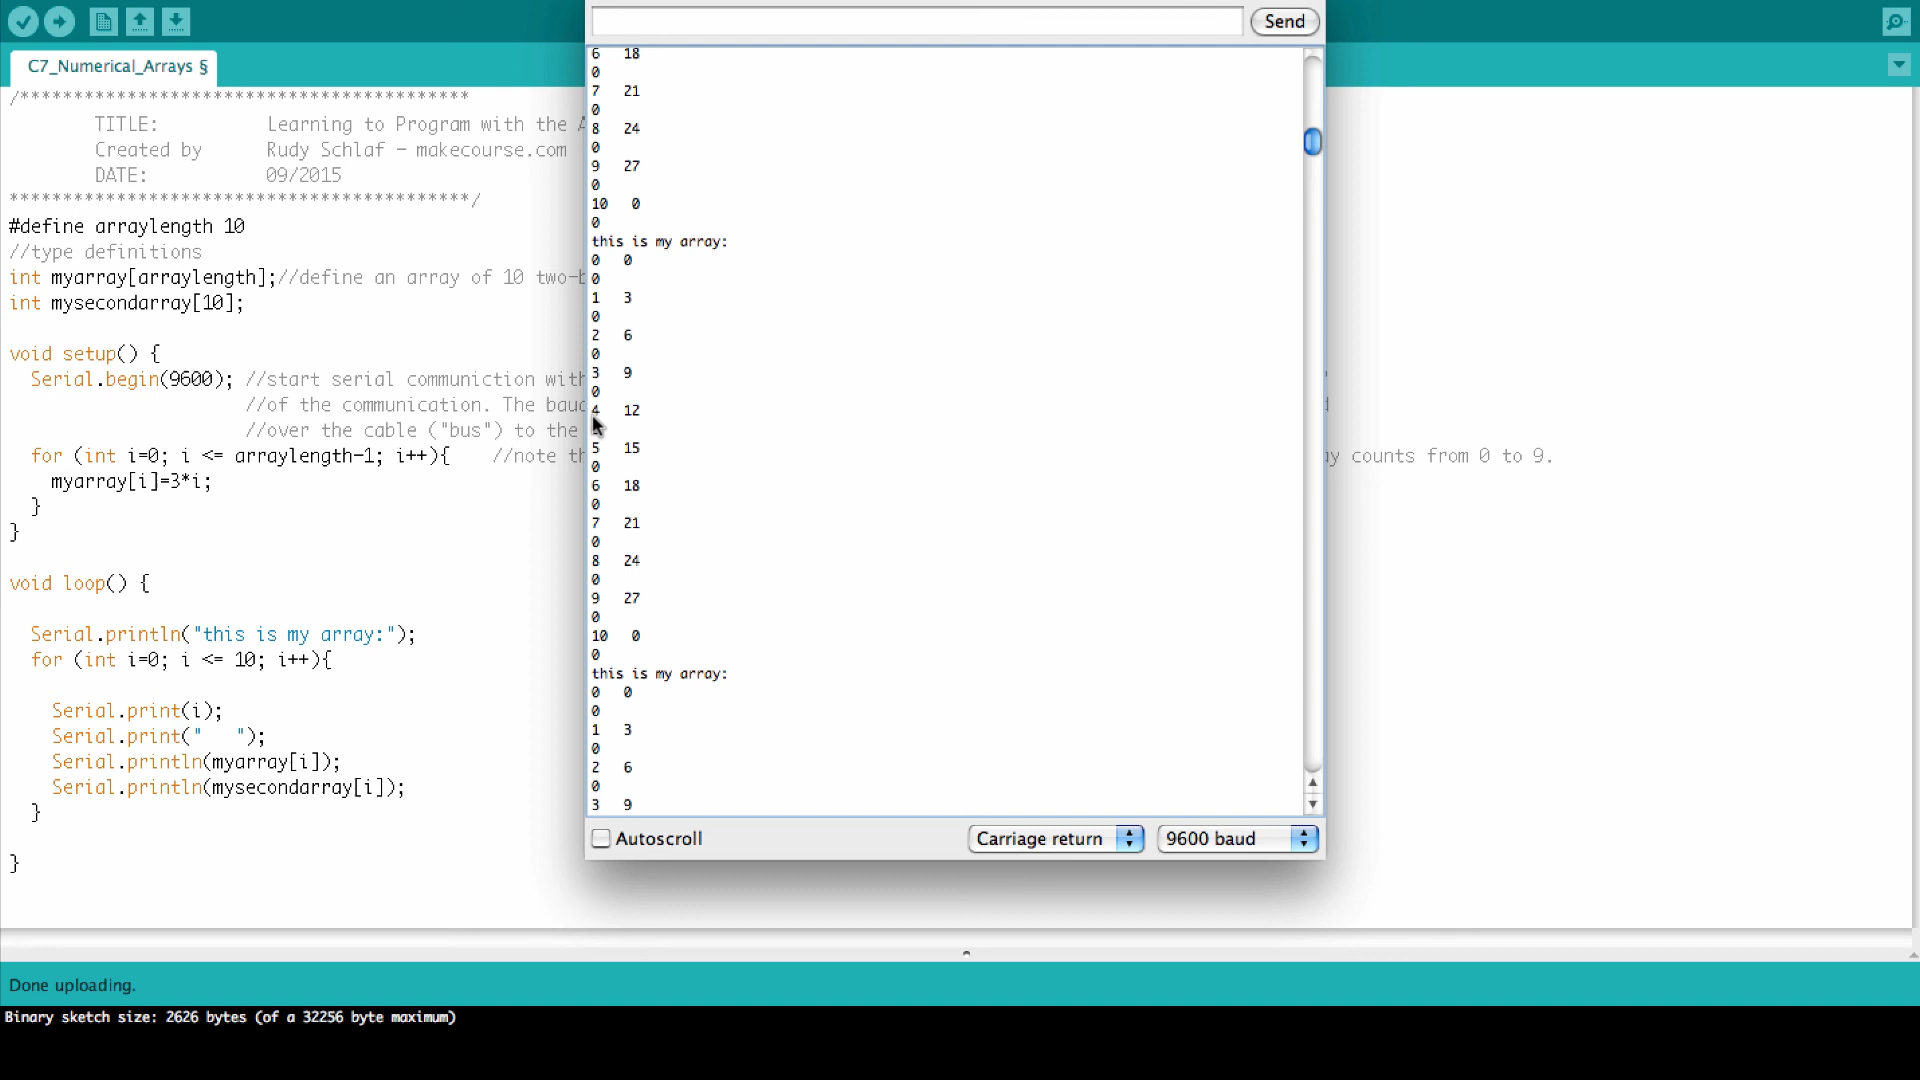 Send
C7_Numerical_Arrays §
/******************************************
TITLE: Learning to Program with the A
Created by Rudy Schlaf – makecourse.com
DATE: 09/2015
********************************************/
#define arraylength 10
//type definitions
int myarray[arraylength];//define an array of 10 two-b
int mysecondarray[10];
void setup() {
Serial.begin(9600); //start serial communiction with
//of the communication. The baud
//over the cable ("bus") to the
for (int i=0; i <= arraylength-1; i++){ //note th
y counts from 0 to 9.
myarray[i]=3*i;
}
}
void loop() {
Serial.println("this is my array:");
for (int i=0; i <= 10; i++){
Serial.print(i);
Serial.print("   ");
Serial.println(myarray[i]);
Serial.println(mysecondarray[i]);
}
}
6 18
0
7 21
0
8 24
0
9 27
0
10 0
0
this is my array:
0 0
0
1 3
0
2 6
0
3 9
0
4 12
5 15
0
6 18
0
7 21
0
8 24
0
9 27
0
10 0
0
this is my array:
0 0
0
1 3
0
2 6
0
3 9
Autoscroll
Carriage return
9600 baud
Done uploading.
Binary sketch size: 2626 bytes (of a 32256 byte maximum)